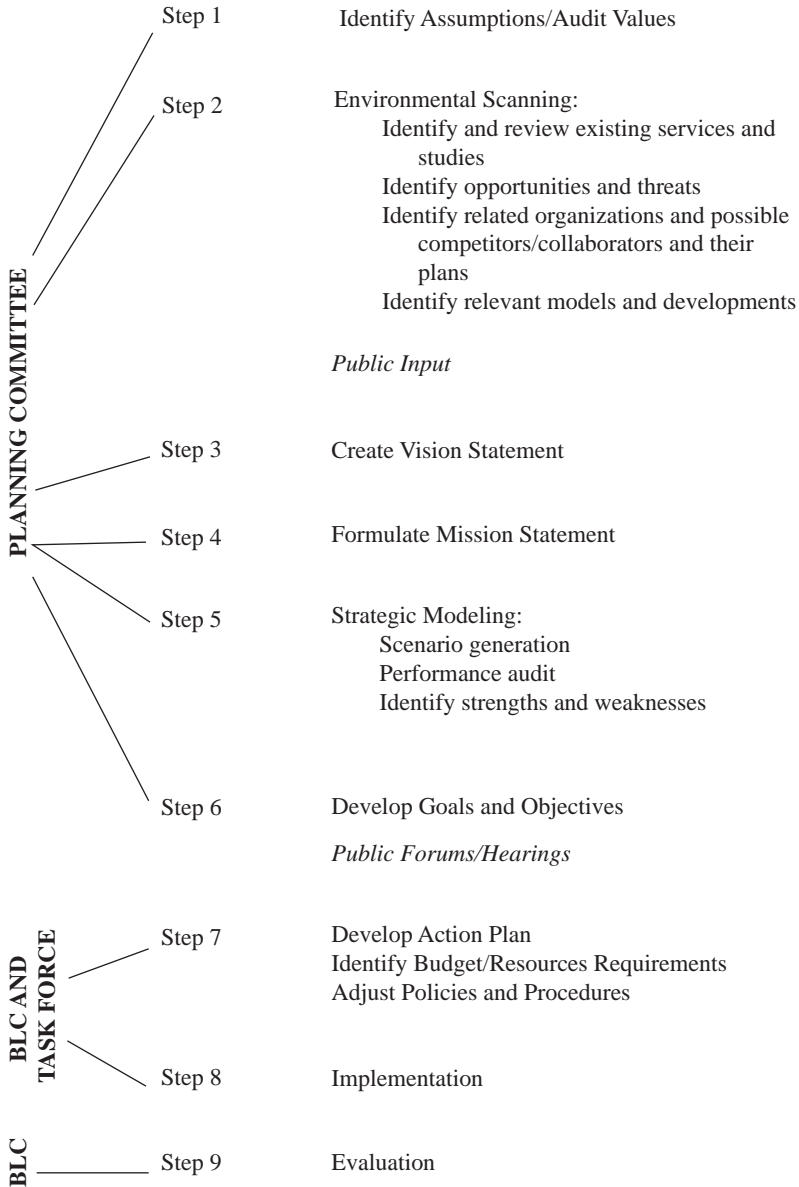 Step 1 Identify Assumptions/Audit Values
Step 2 Environmental Scanning:
Identify and review existing services and
studies
Identify opportunities and threats
Identify related organizations and possible
competitors/collaborators and their
plans
Identify relevant models and developments
PLANNING COMMITTEE
Public Input
Step 3 Create Vision Statement
Step 4 Formulate Mission Statement
Step 5 Strategic Modeling:
Scenario generation
Performance audit
Identify strengths and weaknesses
Step 6 Develop Goals and Objectives
Public Forums/Hearings
BLC AND
TASK FORCE
Step 7 Develop Action Plan
Identify Budget/Resources Requirements
Adjust Policies and Procedures
Step 8 Implementation
BLC
Step 9 Evaluation